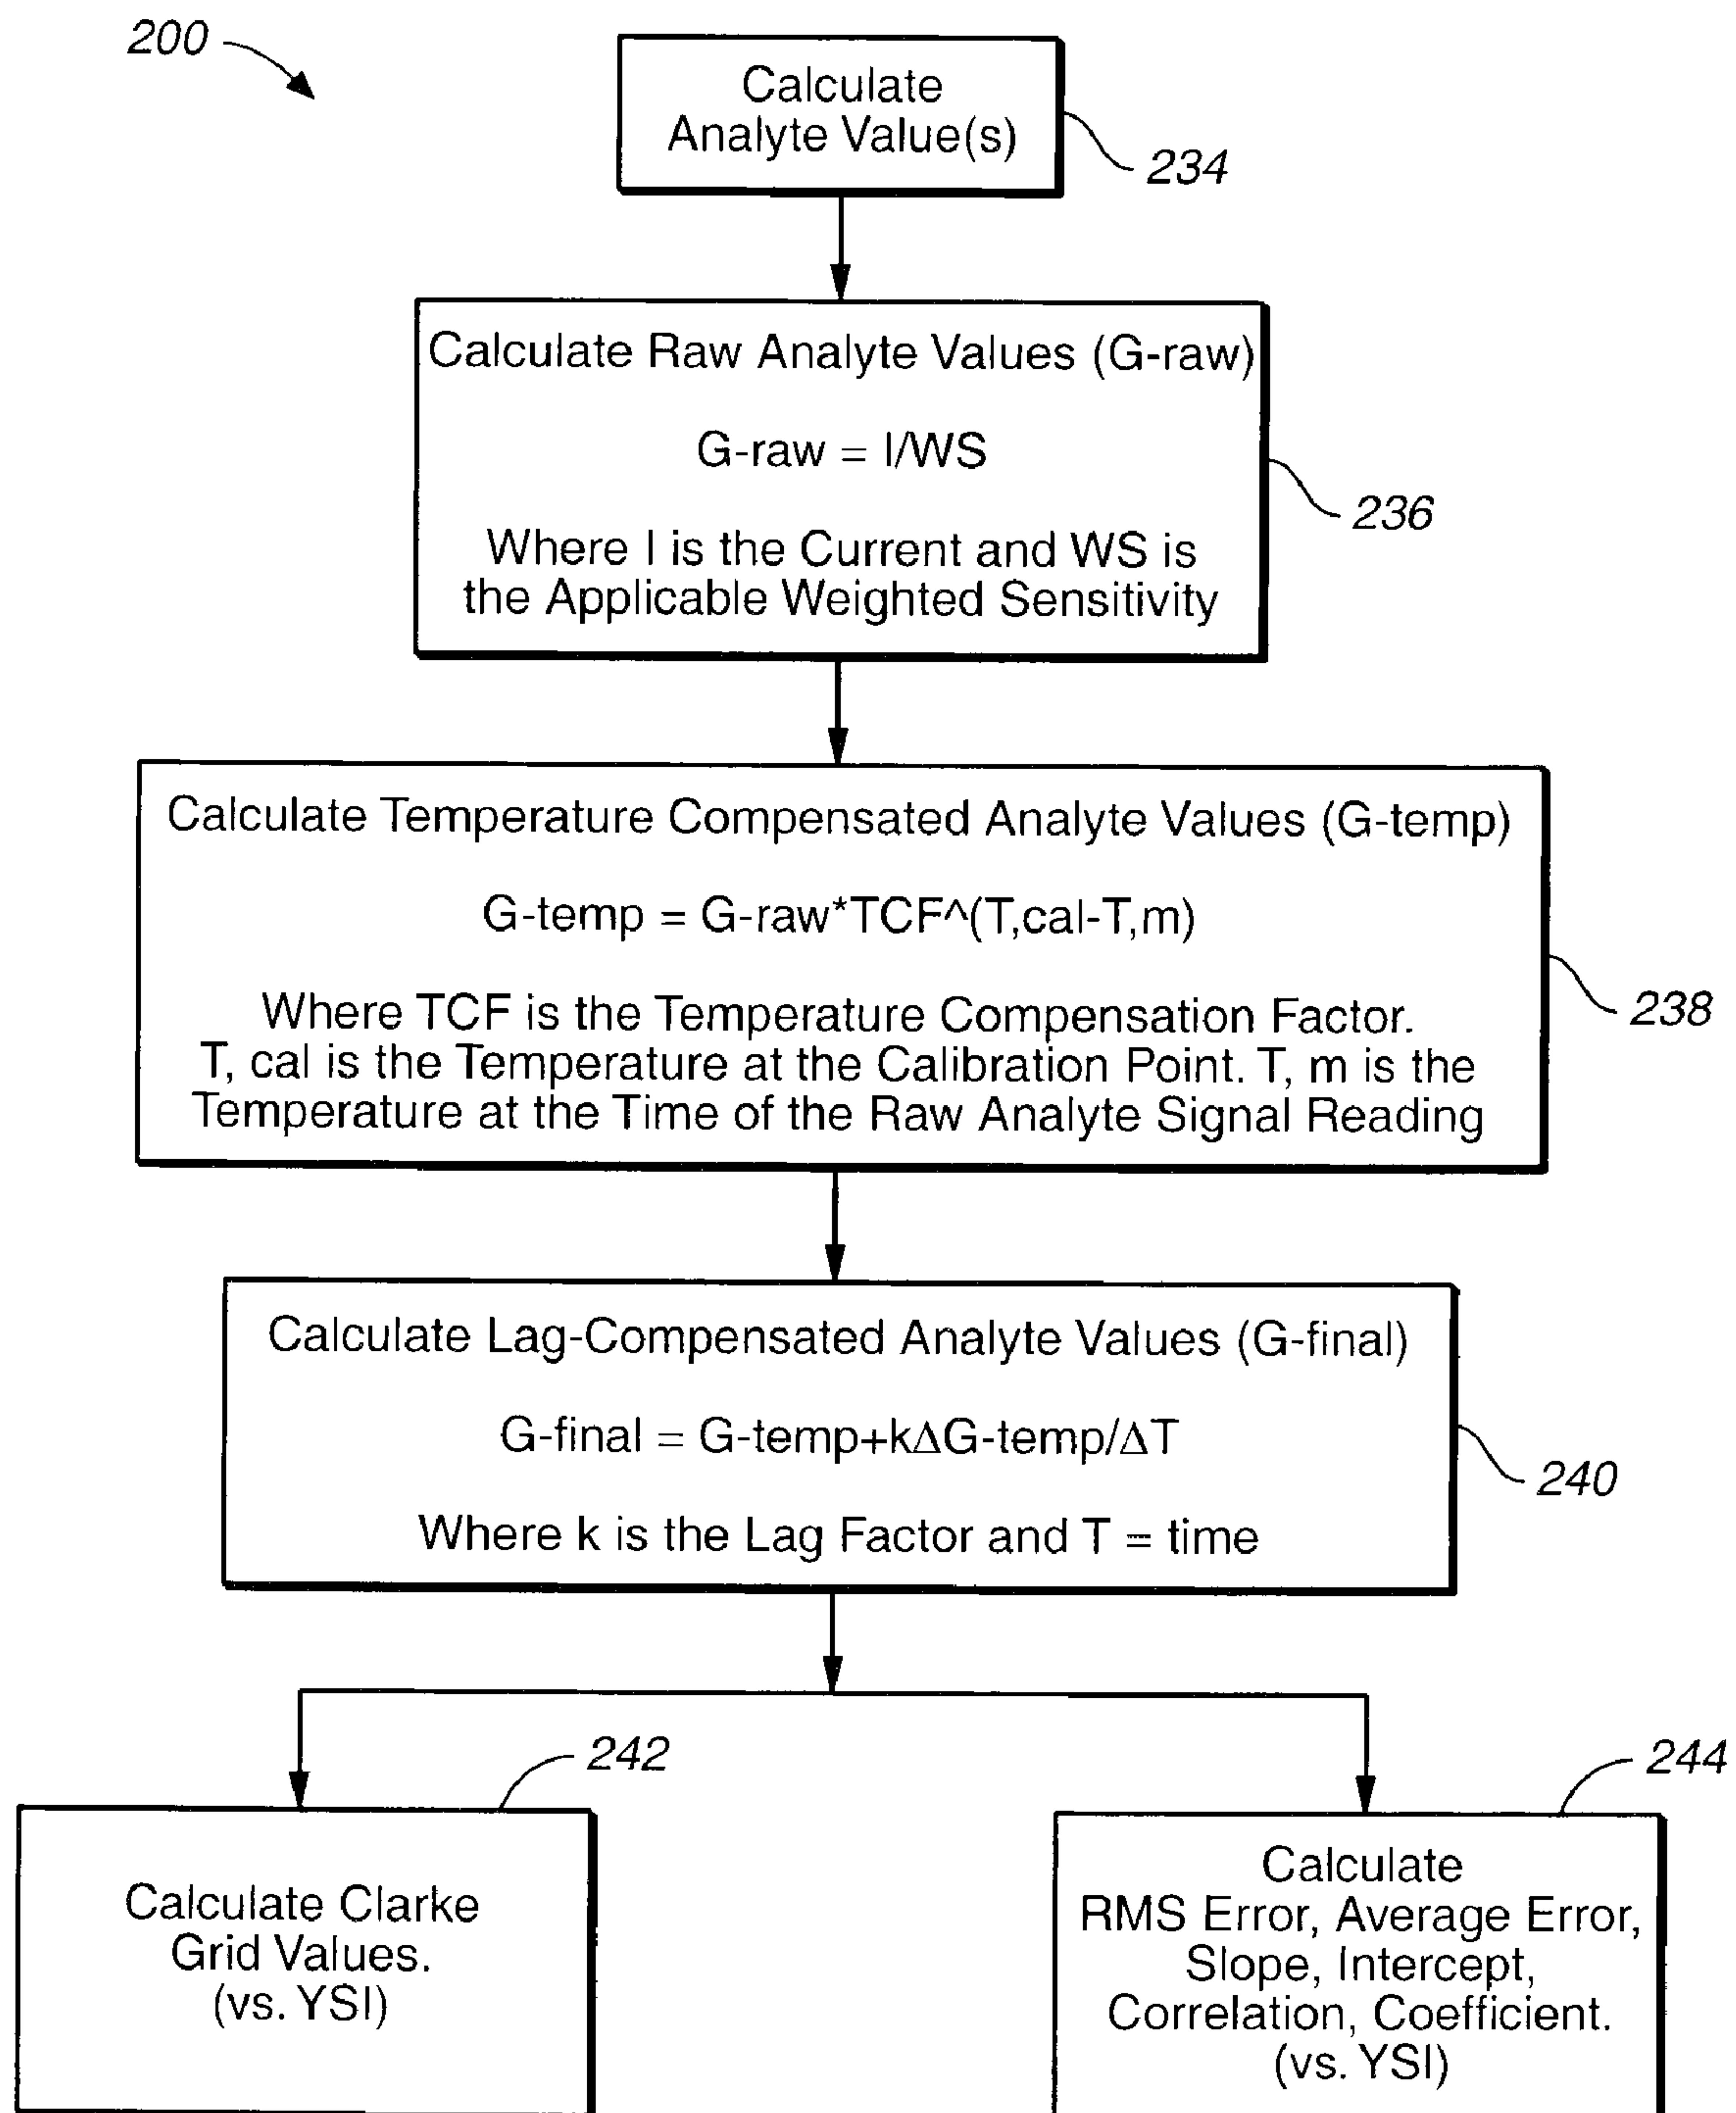 200
Calculate
Analyte Value(s)
234
Calculate Raw Analyte Values (G-raw)
G-raw = I/WS
Where I is the Current and WS is
the Applicable Weighted Sensitivity
236
Calculate Temperature Compensated Analyte Values (G-temp)
G-temp = G-raw*TCF^(T,cal-T,m)
Where TCF is the Temperature Compensation Factor.
T, cal is the Temperature at the Calibration Point. T, m is the
Temperature at the Time of the Raw Analyte Signal Reading
238
Calculate Lag-Compensated Analyte Values (G-final)
G-final = G-temp+kΔG-temp/ΔT
Where k is the Lag Factor and T = time
240
242
Calculate Clarke
Grid Values.
(vs. YSI)
244
Calculate
RMS Error, Average Error,
Slope, Intercept,
Correlation, Coefficient.
(vs. YSI)